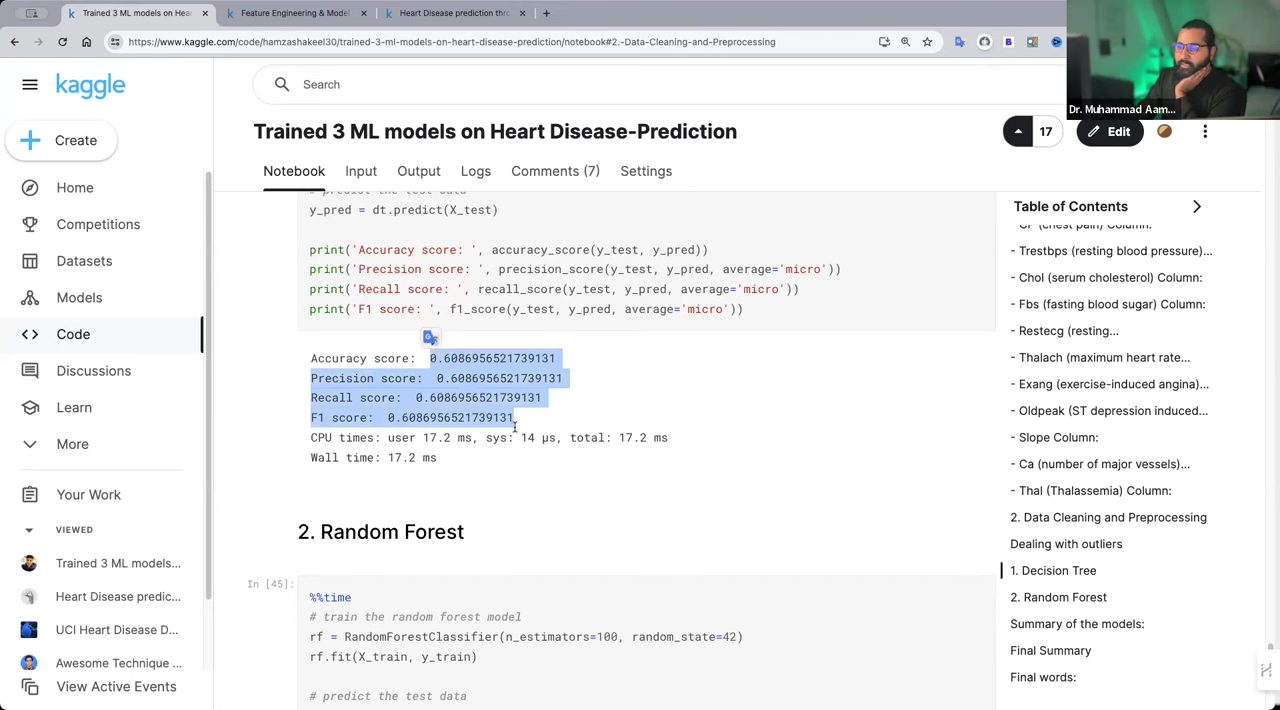 Trained 3 ML models on Hear
Feature Engineering & Model
Heart Disease prediction thro
https://www.kaggle.com/code/hamzashakeel30/trained-3-ml-models-on-heart-disease-prediction/notebook#2.-Data-Cleaning-and-Preprocessing
Dr. Muhammad Aam...
kaggle
Search
Create
Home
Competitions
Datasets
Models
Code
Discussions
Learn
More
Your Work
VIEWED
Trained 3 ML models...
Heart Disease predic...
UCI Heart Disease D...
Awesome Technique ...
View Active Events
Trained 3 ML models on Heart Disease-Prediction
17
Edit
Notebook Input Output Logs Comments (7) Settings
# predict the test data
y_pred = dt.predict(X_test)
print('Accuracy score: ', accuracy_score(y_test, y_pred))
print('Precision score: ', precision_score(y_test, y_pred, average='micro'))
print('Recall score: ', recall_score(y_test, y_pred, average='micro'))
print('F1 score: ', f1_score(y_test, y_pred, average='micro'))
Accuracy score:  0.6086956521739131
Precision score:  0.6086956521739131
Recall score:  0.6086956521739131
F1 score:  0.6086956521739131
CPU times: user 17.2 ms, sys: 14 µs, total: 17.2 ms
Wall time: 17.2 ms
2. Random Forest
In [45]:
%%time
# train the random forest model
rf = RandomForestClassifier(n_estimators=100, random_state=42)
rf.fit(X_train, y_train)
# predict the test data
Table of Contents
- CP (chest pain) Column:
- Trestbps (resting blood pressure)...
- Chol (serum cholesterol) Column:
- Fbs (fasting blood sugar) Column:
- Restecg (resting...
- Thalach (maximum heart rate...
- Exang (exercise-induced angina)...
- Oldpeak (ST depression induced...
- Slope Column:
- Ca (number of major vessels)...
- Thal (Thalassemia) Column:
2. Data Cleaning and Preprocessing
Dealing with outliers
1. Decision Tree
2. Random Forest
Summary of the models:
Final Summary
Final words: